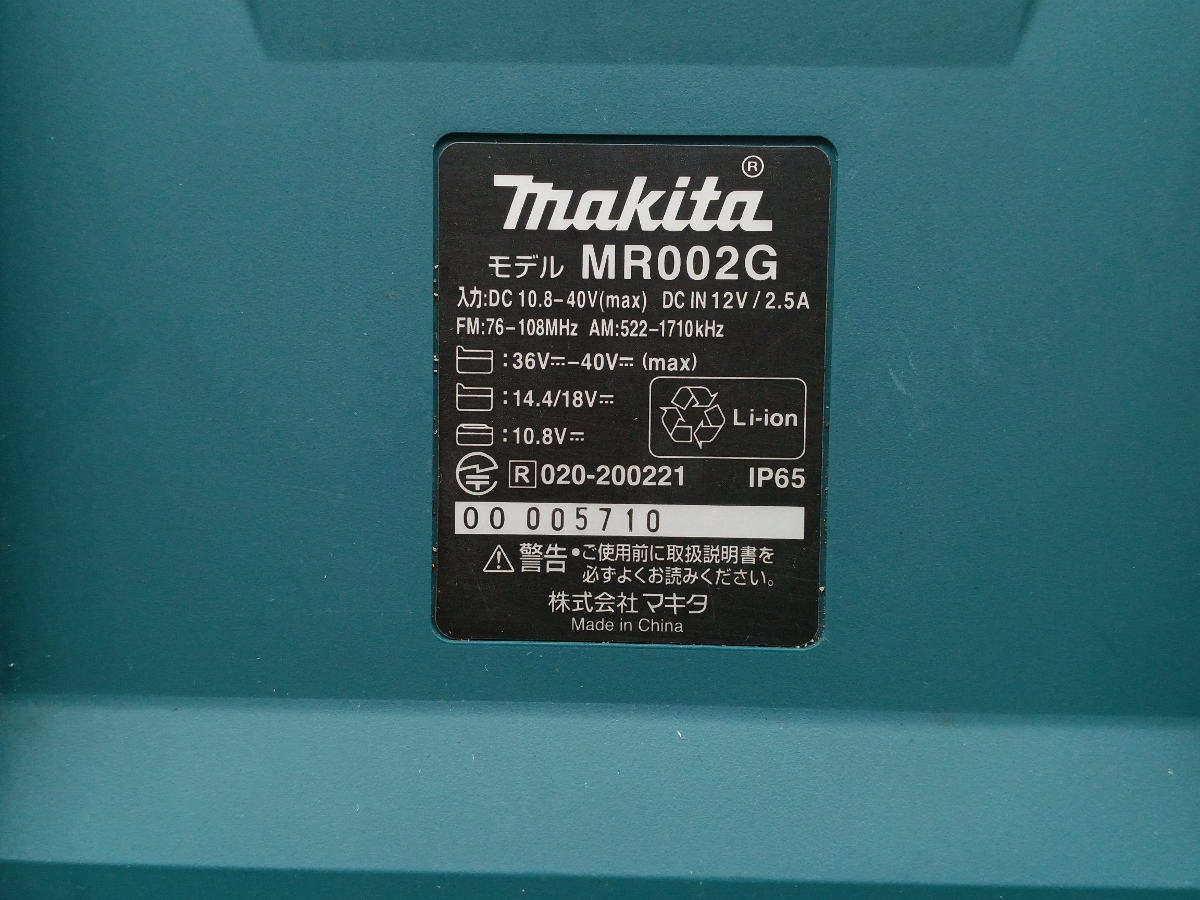 makita®
モデル MR002G
入力:DC 10.8-40V(max) DC IN 12V / 2.5A
FM:76-108MHz AM:522-1710kHz
:36V⎓-40V⎓ (max)
:14.4/18V⎓
:10.8V⎓
Li-ion
R 020-200221 IP65
00 005710
⚠警告 •ご使用前に取扱説明書を
必ずよくお読みください。
株式会社 マキタ
Made in China